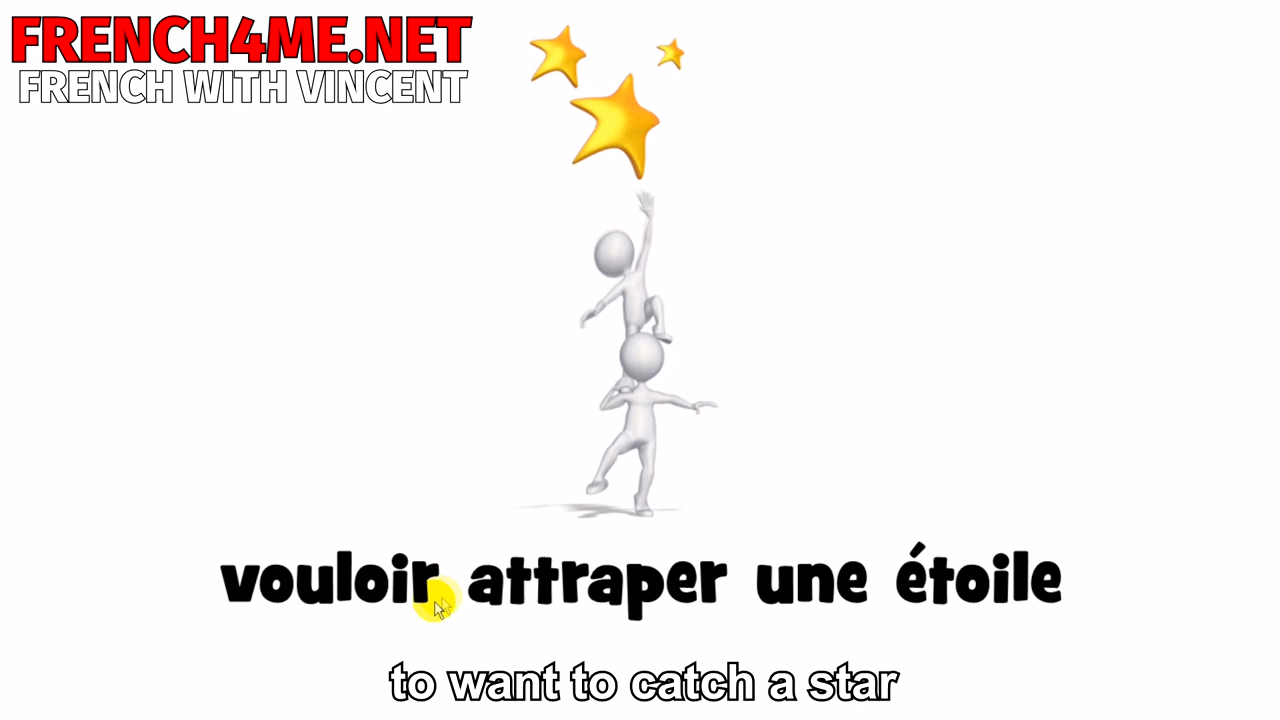 FRENCH4ME.NET
FRENCH WITH VINCENT
vouloir attraper une étoile
to want to catch a star